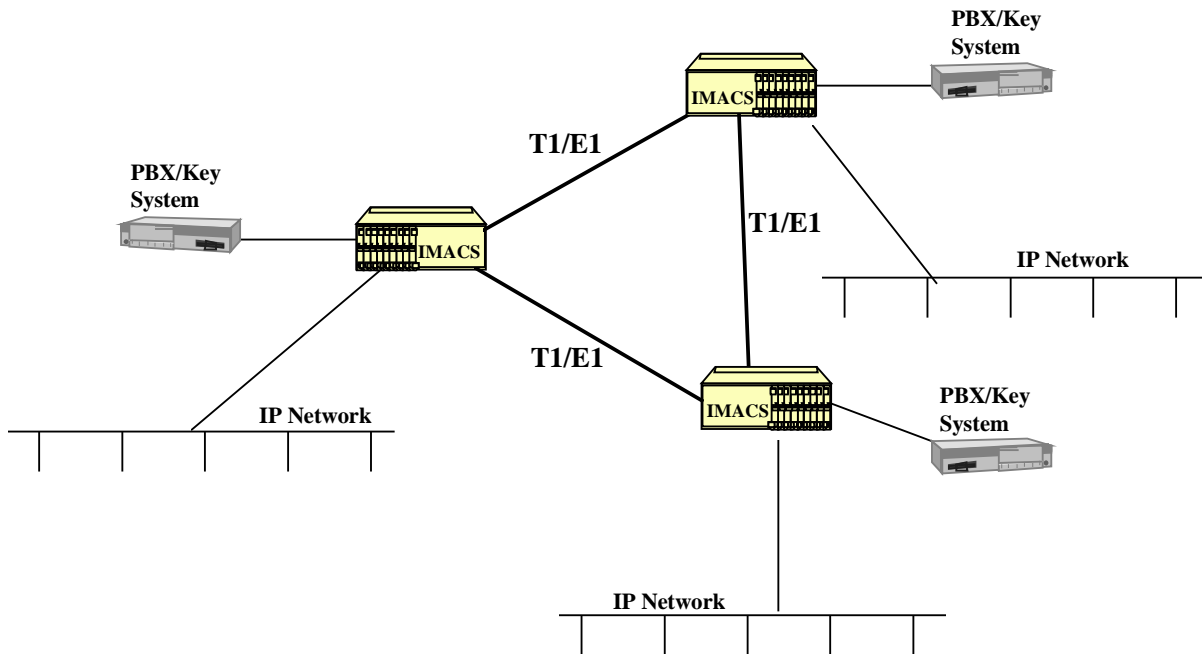 PBX/Key
System
IMACS
T1/E1
PBX/Key
System
IMACS
T1/E1
IP Network
T1/E1
IMACS
PBX/Key
System
IP Network
IP Network